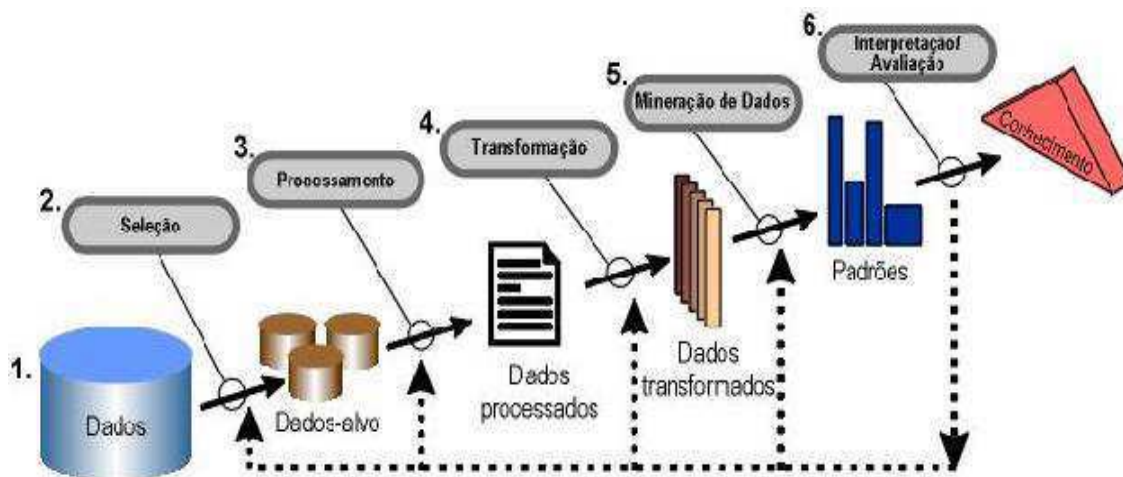 1.
Dados
2.
Seleção
Dados-alvo
3.
Processamento
Dados
processados
4.
Transformação
Dados
transformados
5.
Mineração de Dados
Padrões
6.
Interpretação/
Avaliação
Conhecimento